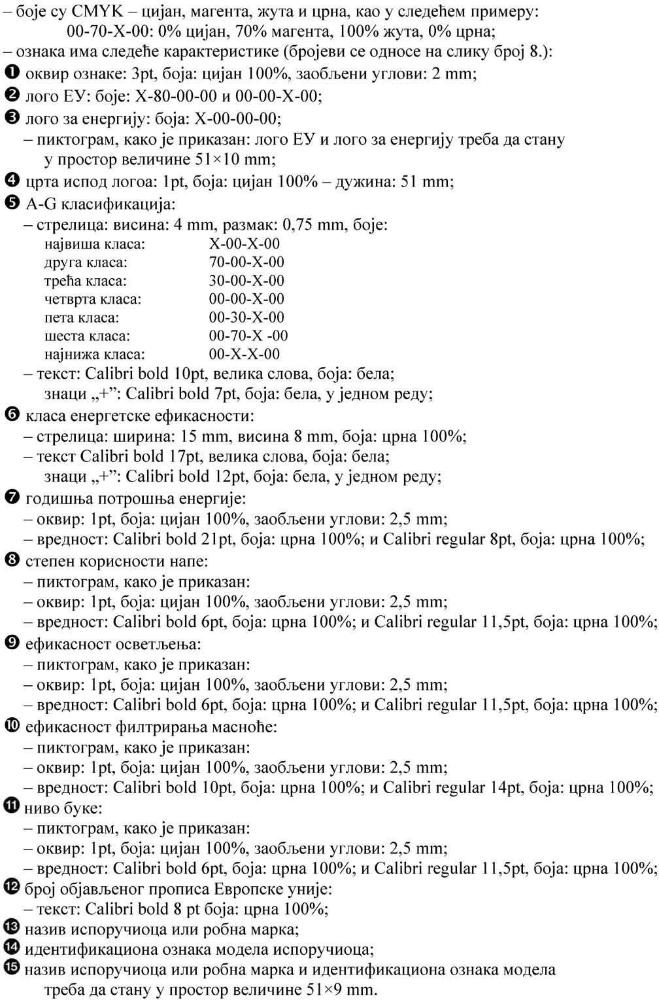 – боје су CMYK – цијан, магента, жута и црна, као у следећем примеру:
00-70-X-00: 0% цијан, 70% магента, 100% жута, 0% црна;
– ознака има следеће карактеристике (бројеви се односе на слику број 8.):
❶ оквир ознаке: 3pt, боја: цијан 100%, заобљени углови: 2 mm;
❷ лого ЕУ: боје: X-80-00-00 и 00-00-X-00;
❸ лого за енергију: боја: X-00-00-00;
– пиктограм, како је приказан: лого ЕУ и лого за енергију треба да стану
у простор величине 51×10 mm;
❹ црта испод логоа: 1pt, боја: цијан 100% – дужина: 51 mm;
❺ A-G класификација:
– стрелица: висина: 4 mm, размак: 0,75 mm, боје:
највиша класа: X-00-X-00
друга класа: 70-00-X-00
трећа класа: 30-00-X-00
четврта класа: 00-00-X-00
пета класа: 00-30-X-00
шеста класа: 00-70-X -00
најнижа класа: 00-X-X-00
– текст: Calibri bold 10pt, велика слова, боја: бела;
знаци „+”: Calibri bold 7pt, боја: бела, у једном реду;
❻ класа енергетске ефикасности:
– стрелица: ширина: 15 mm, висина 8 mm, боја: црна 100%;
– текст Calibri bold 17pt, велика слова, боја: бела;
знаци „+”: Calibri bold 12pt, боја: бела, у једном реду;
❼ годишња потрошња енергије:
– оквир: 1pt, боја: цијан 100%, заобљени углови: 2,5 mm;
– вредност: Calibri bold 21pt, боја: црна 100%; и Calibri regular 8pt, боја: црна 100%;
❽ степен корисности напе:
– пиктограм, како је приказан:
– оквир: 1pt, боја: цијан 100%, заобљени углови: 2,5 mm;
– вредност: Calibri bold 6pt, боја: црна 100%; и Calibri regular 11,5pt, боја: црна 100%;
❾ ефикасност осветљења:
– пиктограм, како је приказан:
– оквир: 1pt, боја: цијан 100%, заобљени углови: 2,5 mm;
– вредност: Calibri bold 6pt, боја: црна 100%; и Calibri regular 11,5pt, боја: црна 100%;
❿ ефикасност филтрирања масноће:
– пиктограм, како је приказан:
– оквир: 1pt, боја: цијан 100%, заобљени углови: 2,5 mm;
– вредност: Calibri bold 10pt, боја: црна 100%; и Calibri regular 14pt, боја: црна 100%;
⓫ ниво буке:
– пиктограм, како је приказан:
– оквир: 1pt, боја: цијан 100%, заобљени углови: 2,5 mm;
– вредност: Calibri bold 6pt, боја: црна 100%; и Calibri regular 11,5pt, боја: црна 100%;
⓬ број објављеног прописа Европске уније:
– текст: Calibri bold 8 pt боја: црна 100%;
⓭ назив испоручиоца или робна марка;
⓮ идентификациона ознака модела испоручиоца;
⓯ назив испоручиоца или робна марка и идентификациона ознака модела
треба да стану у простор величине 51×9 mm.